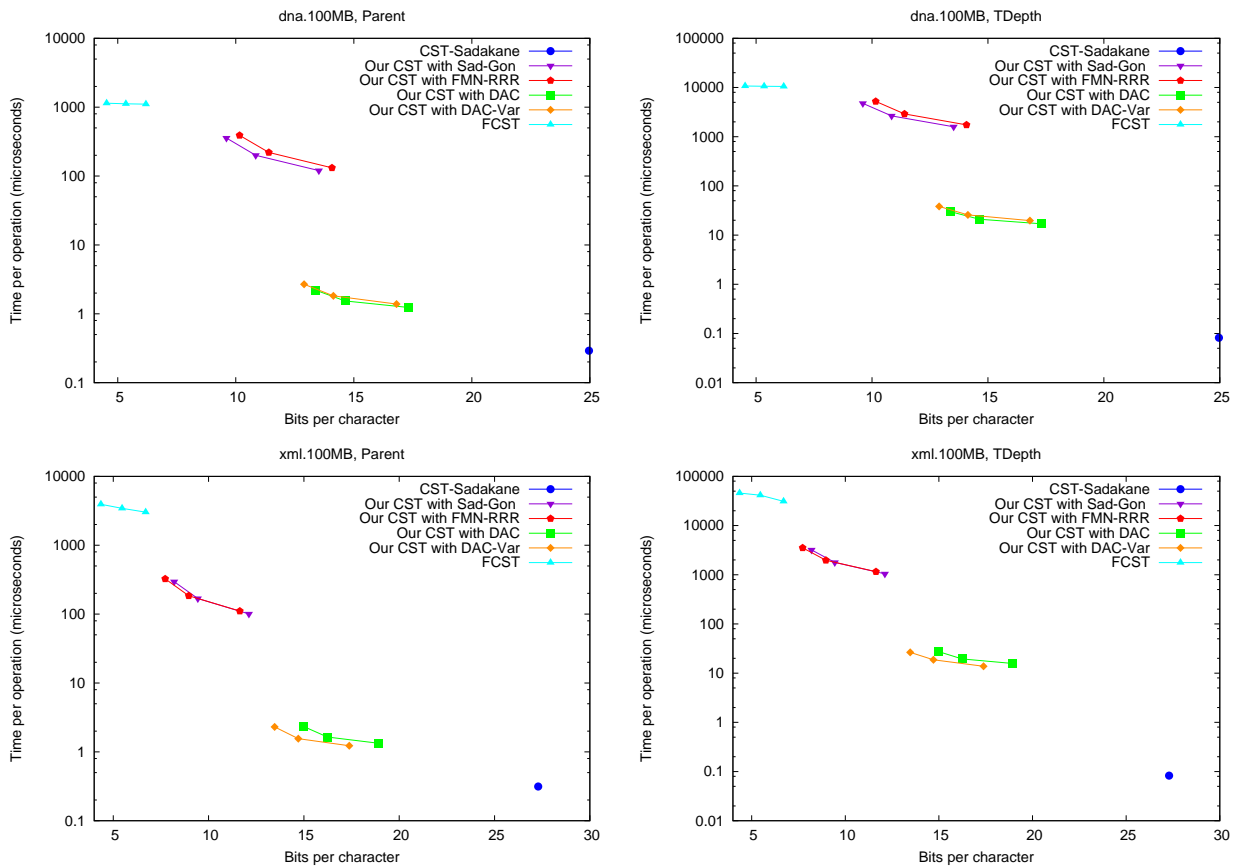 dna.100MB, Parent
10000
1000
100
10
1
0.1
Time per operation (microseconds)
5 10 15 20 25
Bits per character
CST-Sadakane
Our CST with Sad-Gon
Our CST with FMN-RRR
Our CST with DAC
Our CST with DAC-Var
FCST
dna.100MB, TDepth
100000
10000
1000
100
10
1
0.1
0.01
Time per operation (microseconds)
5 10 15 20 25
Bits per character
CST-Sadakane
Our CST with Sad-Gon
Our CST with FMN-RRR
Our CST with DAC
Our CST with DAC-Var
FCST
xml.100MB, Parent
10000
1000
100
10
1
0.1
Time per operation (microseconds)
5 10 15 20 25 30
Bits per character
CST-Sadakane
Our CST with Sad-Gon
Our CST with FMN-RRR
Our CST with DAC
Our CST with DAC-Var
FCST
xml.100MB, TDepth
100000
10000
1000
100
10
1
0.1
0.01
Time per operation (microseconds)
5 10 15 20 25 30
Bits per character
CST-Sadakane
Our CST with Sad-Gon
Our CST with FMN-RRR
Our CST with DAC
Our CST with DAC-Var
FCST